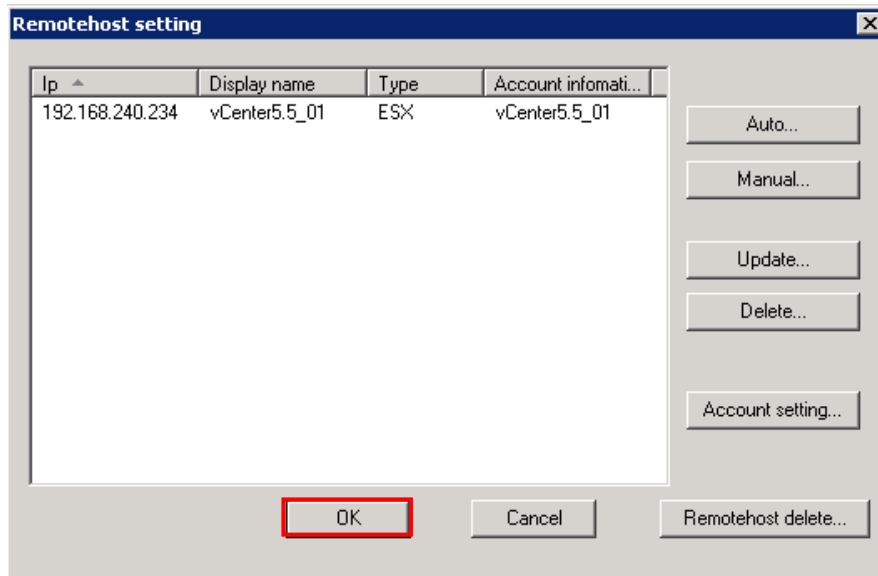 Remotehost setting
Ip Display name Type Account infomati...
192.168.240.234 vCenter5.5_01 ESX vCenter5.5_01
Auto...
Manual...
Update...
Delete...
Account setting...
OK Cancel Remotehost delete...